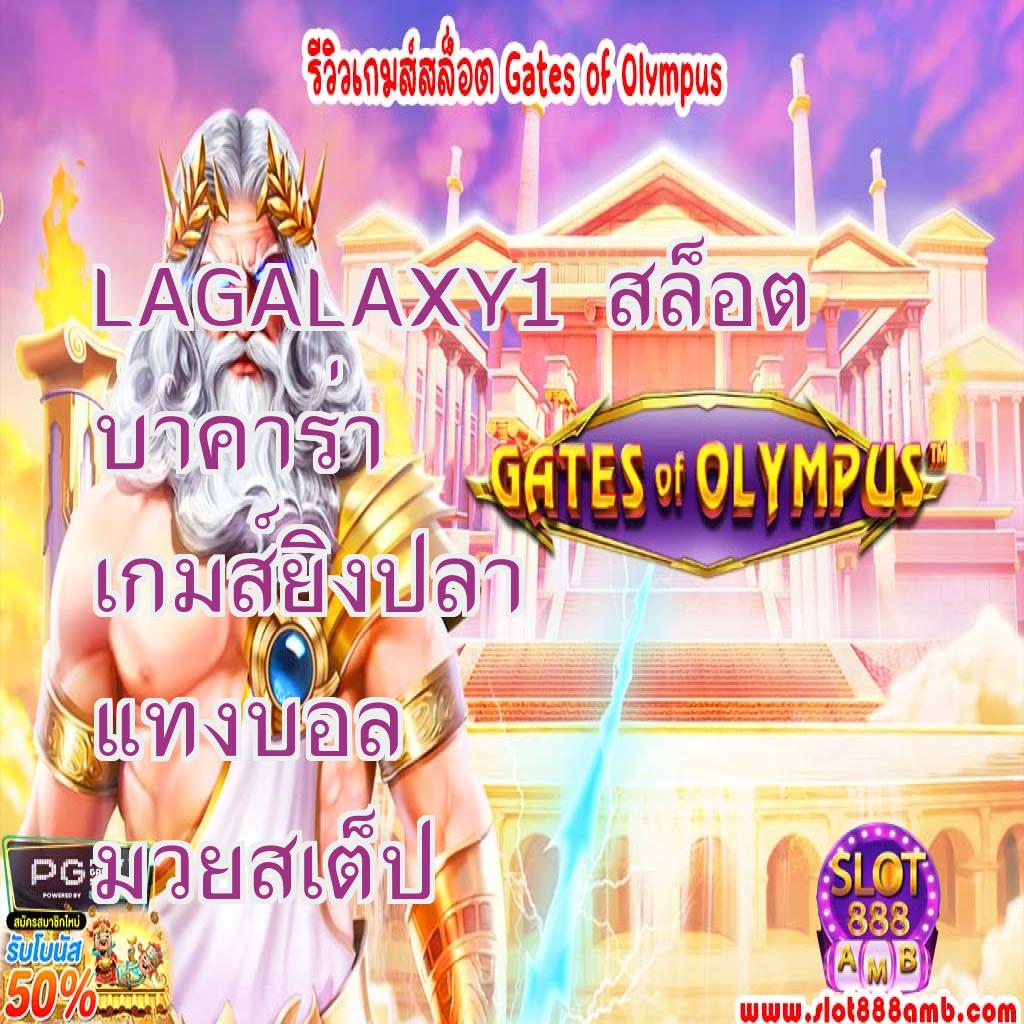 รีวิวเกมส์สล็อต Gates of Olympus
LAGALAXY1 สล็อต
บาคาร่า
GATES of OLYMPUS™
เกมส์ยิงปลา
แทงบอล
มวยสเต็ป
PG
POWERED BY
สมัครสมาชิกใหม่
รับโบนัส
50%
SLOT
888
AMB
www.slot888amb.com